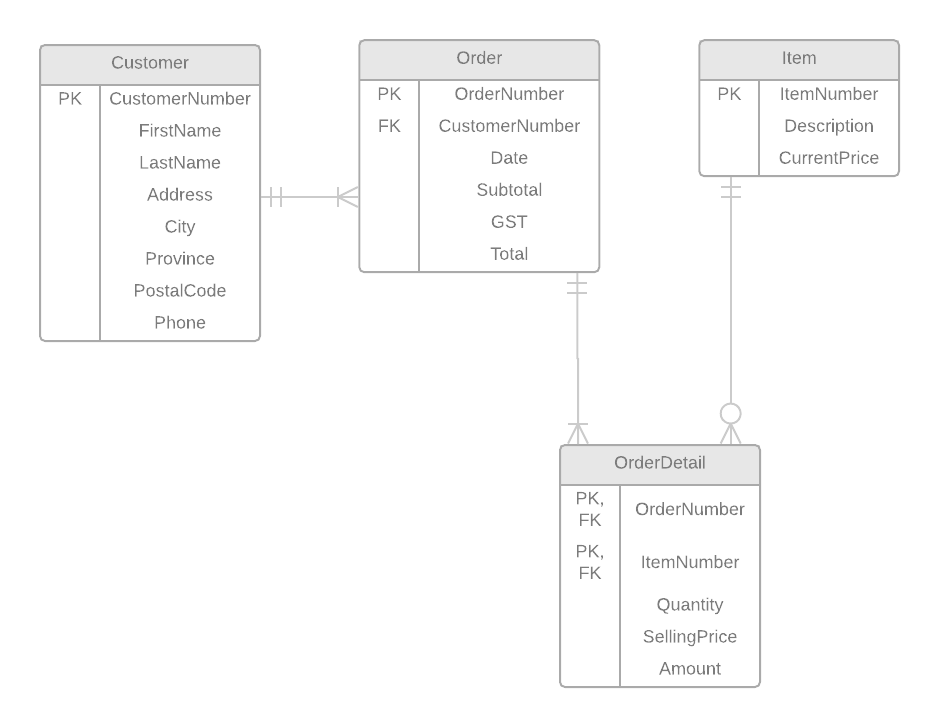 Customer
PK CustomerNumber
FirstName
LastName
Address
City
Province
PostalCode
Phone
Order
PK OrderNumber
FK CustomerNumber
Date
Subtotal
GST
Total
Item
PK ItemNumber
Description
CurrentPrice
OrderDetail
PK,
FK OrderNumber
PK,
FK ItemNumber
Quantity
SellingPrice
Amount